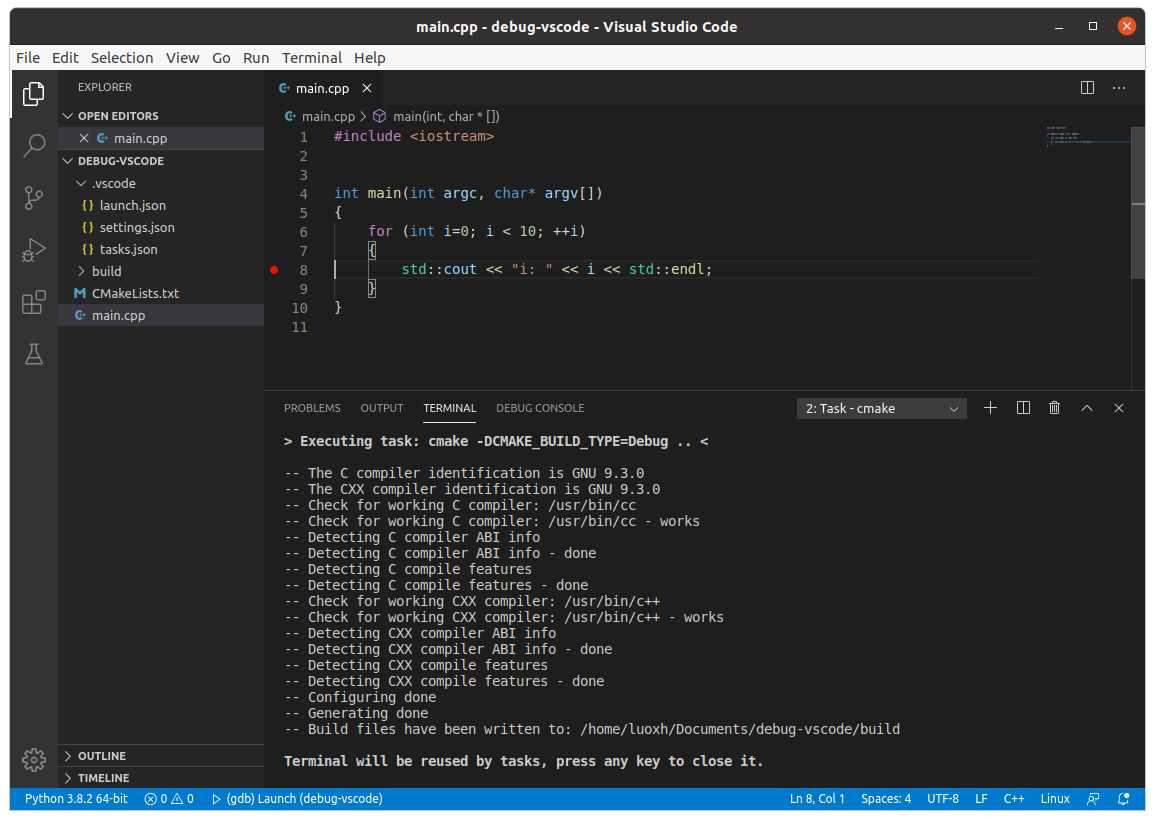 main.cpp - debug-vscode - Visual Studio Code
File Edit Selection View Go Run Terminal Help
EXPLORER
OPEN EDITORS
main.cpp
DEBUG-VSCODE
.vscode
{} launch.json
{} settings.json
{} tasks.json
build
M CMakeLists.txt
main.cpp
OUTLINE
TIMELINE
main.cpp
main.cpp > main(int, char * [])
1 #include <iostream>
2
3
4 int main(int argc, char* argv[])
5 {
6 for (int i=0; i < 10; ++i)
7 {
8 std::cout << "i: " << i << std::endl;
9 }
10 }
11
PROBLEMS OUTPUT TERMINAL DEBUG CONSOLE 2: Task - cmake
> Executing task: cmake -DCMAKE_BUILD_TYPE=Debug .. <
-- The C compiler identification is GNU 9.3.0
-- The CXX compiler identification is GNU 9.3.0
-- Check for working C compiler: /usr/bin/cc
-- Check for working C compiler: /usr/bin/cc - works
-- Detecting C compiler ABI info
-- Detecting C compiler ABI info - done
-- Detecting C compile features
-- Detecting C compile features - done
-- Check for working CXX compiler: /usr/bin/c++
-- Check for working CXX compiler: /usr/bin/c++ - works
-- Detecting CXX compiler ABI info
-- Detecting CXX compiler ABI info - done
-- Detecting CXX compile features
-- Detecting CXX compile features - done
-- Configuring done
-- Generating done
-- Build files have been written to: /home/luoxh/Documents/debug-vscode/build
Terminal will be reused by tasks, press any key to close it.
Python 3.8.2 64-bit 0 0 (gdb) Launch (debug-vscode) Ln 8, Col 1 Spaces: 4 UTF-8 LF C++ Linux